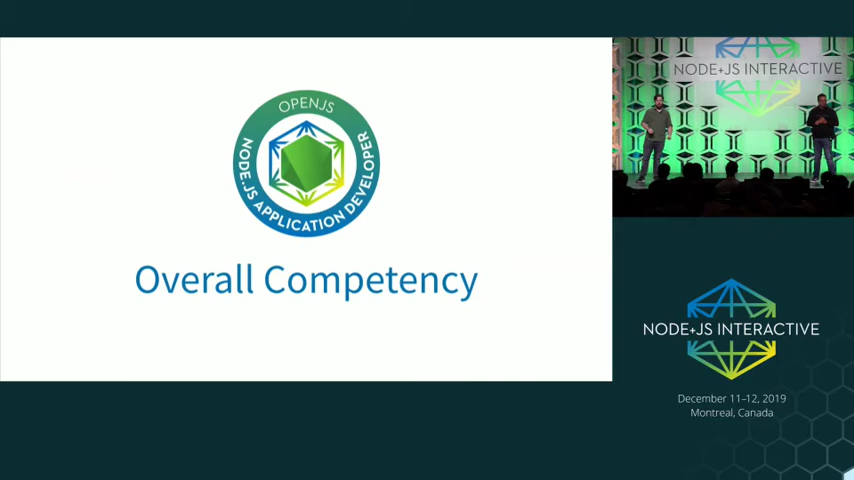 OPENJS
NODE.JS APPLICATION DEVELOPER
Overall Competency
NODE+JS INTERACTIVE
NODE+JS INTERACTIVE
December 11–12, 2019
Montreal, Canada